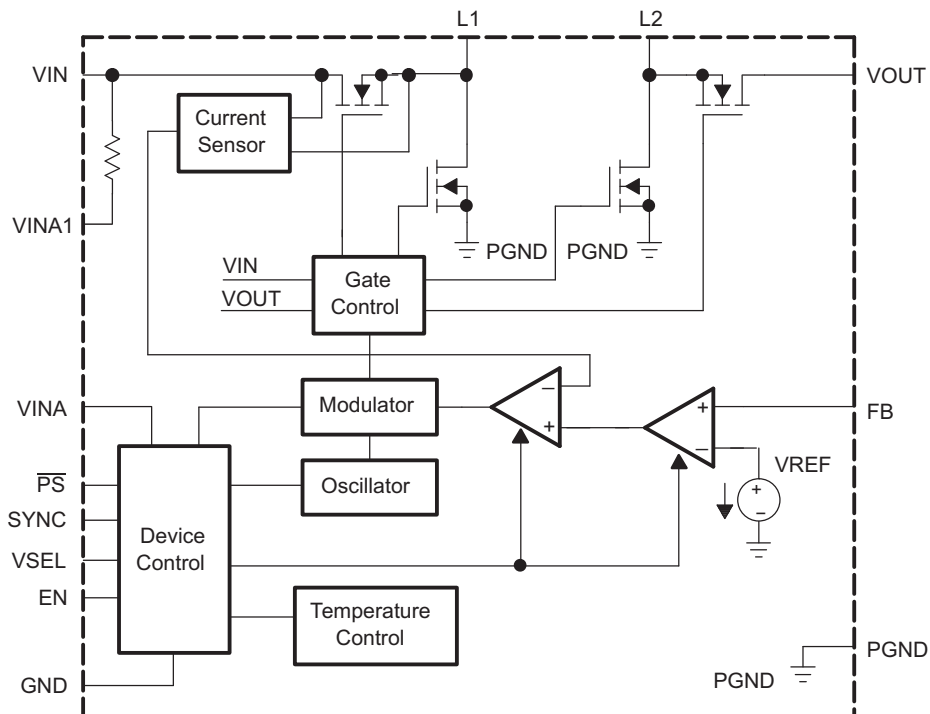 L1
L2
VIN
VOUT
Current
Sensor
VINA1
PGND
PGND
VIN
VOUT
Gate
Control
VINA
Modulator
−
+
+
−
FB
VREF
+
−
PS
SYNC
VSEL
EN
Device
Control
Oscillator
Temperature
Control
GND
PGND
PGND